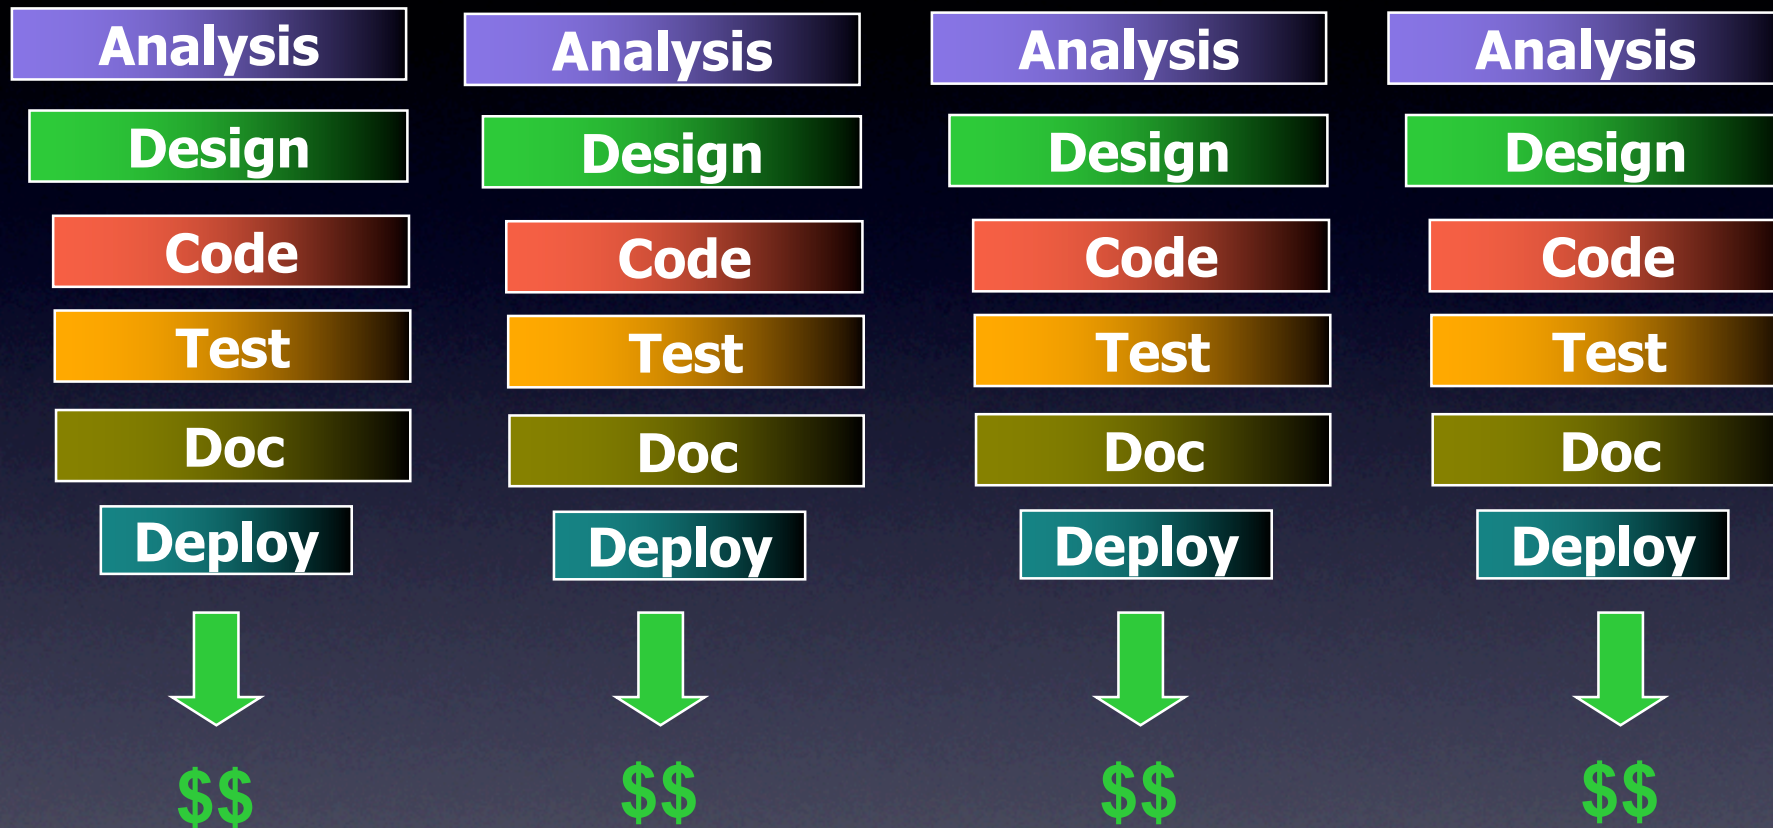 Analysis Analysis Analysis Analysis
Design Design Design Design
Code Code Code Code
Test Test Test Test
Doc Doc Doc Doc
Deploy Deploy Deploy Deploy
$$ $$ $$ $$